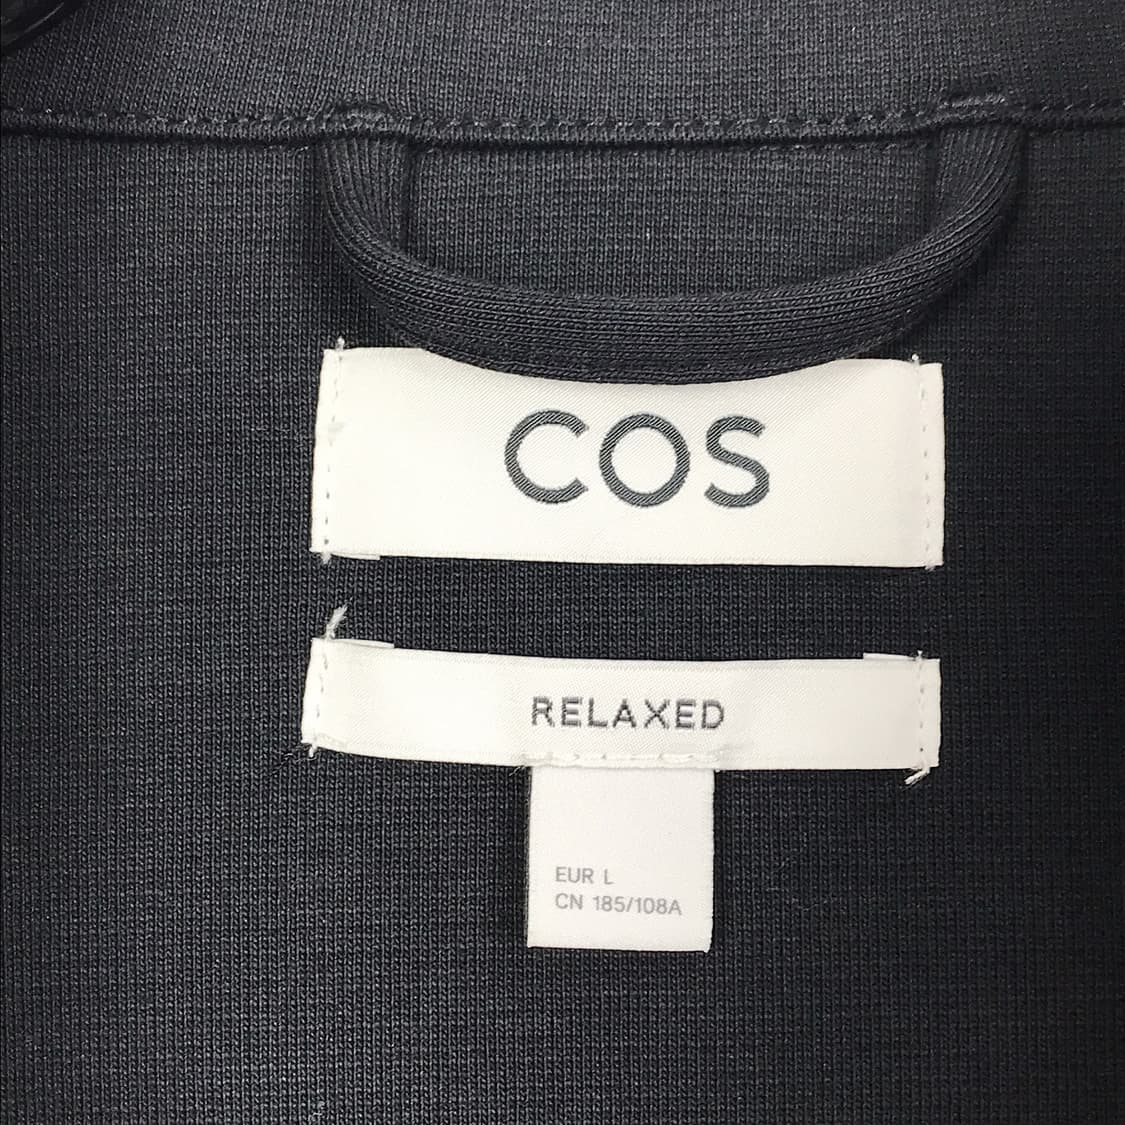 COS
RELAXED
EUR L
CN 185/108A